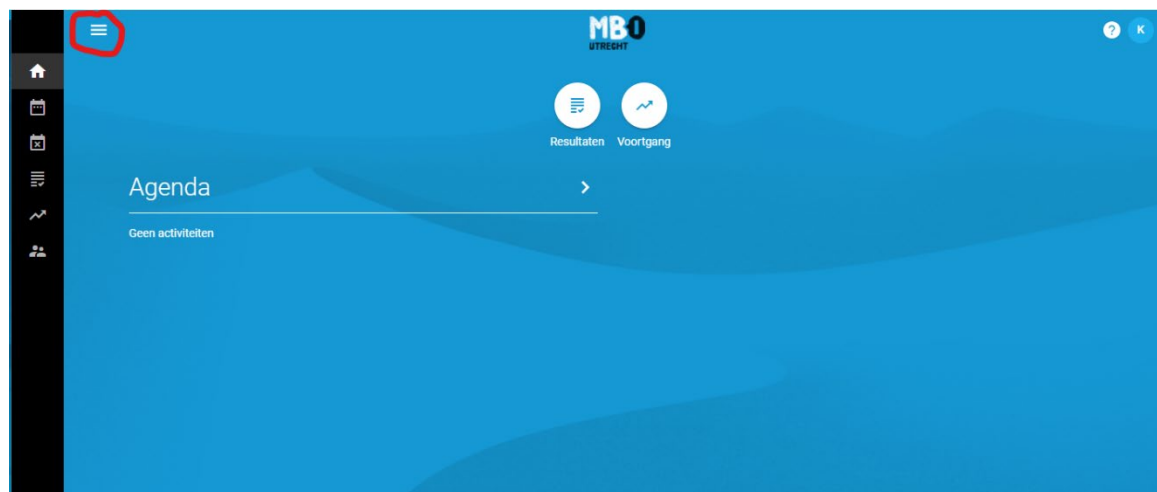 MBO
UTRECHT
?
K
Resultaten
Voortgang
Agenda
Geen activiteiten